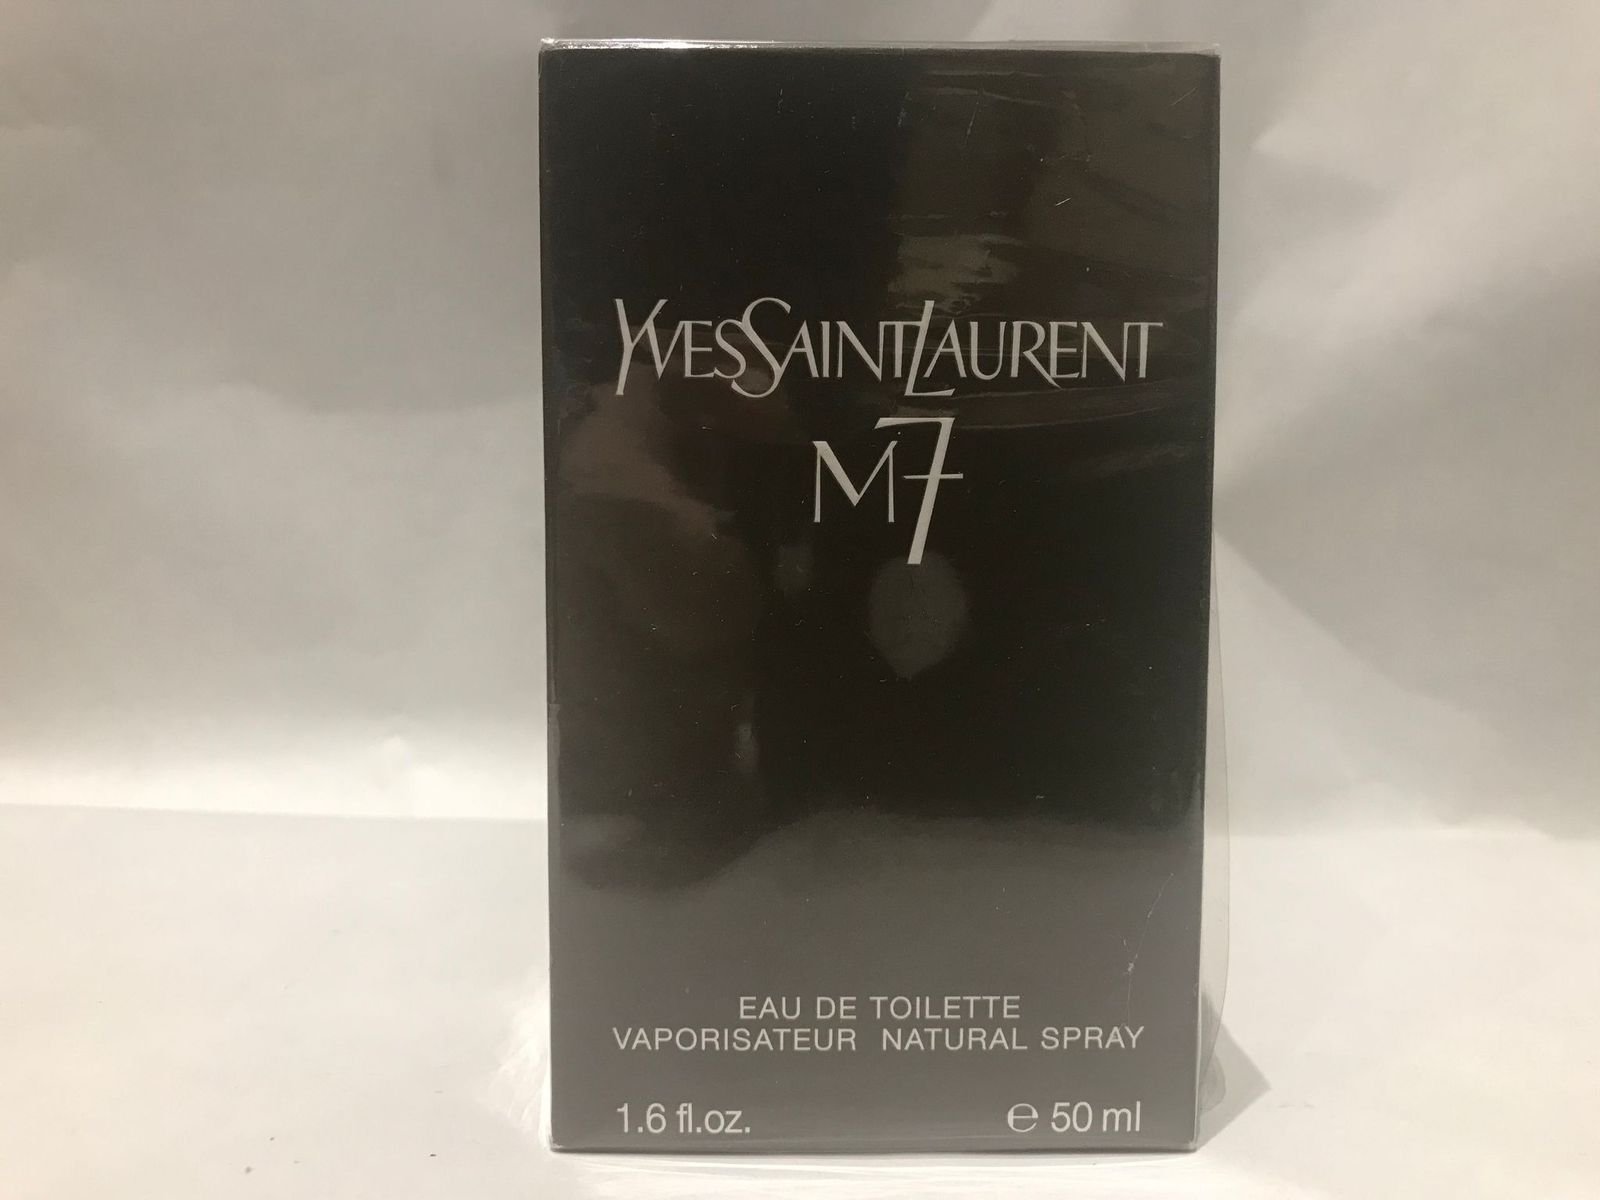 YVESSAINTLAURENT
M7
EAU DE TOILETTE
VAPORISATEUR NATURAL SPRAY
1.6 fl.oz. ℮ 50 ml